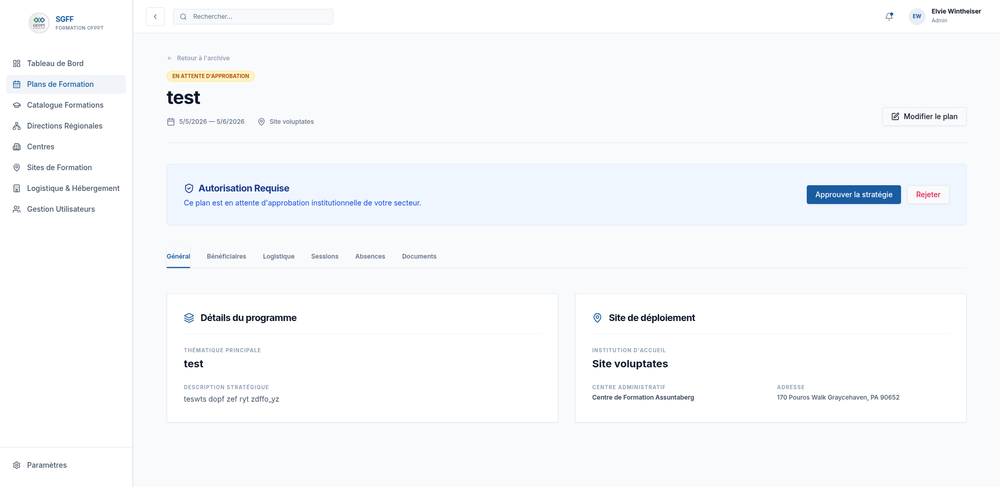 OFPPT
SGFF
FORMATION OFPPT
Tableau de Bord
Plans de Formation
Catalogue Formations
Directions Régionales
Centres
Sites de Formation
Logistique & Hébergement
Gestion Utilisateurs
Paramètres
Rechercher...
EW
Elvie Wintheiser
Admin
Retour à l'archive
EN ATTENTE D'APPROBATION
test
5/5/2026 — 5/6/2026
Site voluptates
Modifier le plan
Autorisation Requise
Ce plan est en attente d'approbation institutionnelle de votre secteur.
Approuver la stratégie
Rejeter
Général
Bénéficiaires
Logistique
Sessions
Absences
Documents
Détails du programme
THÉMATIQUE PRINCIPALE
test
DESCRIPTION STRATÉGIQUE
teswts dopf zef ryt zdffo_yz
Site de déploiement
INSTITUTION D'ACCUEIL
Site voluptates
CENTRE ADMINISTRATIF
Centre de Formation Assuntaberg
ADRESSE
170 Pouros Walk Graycehaven, PA 90652